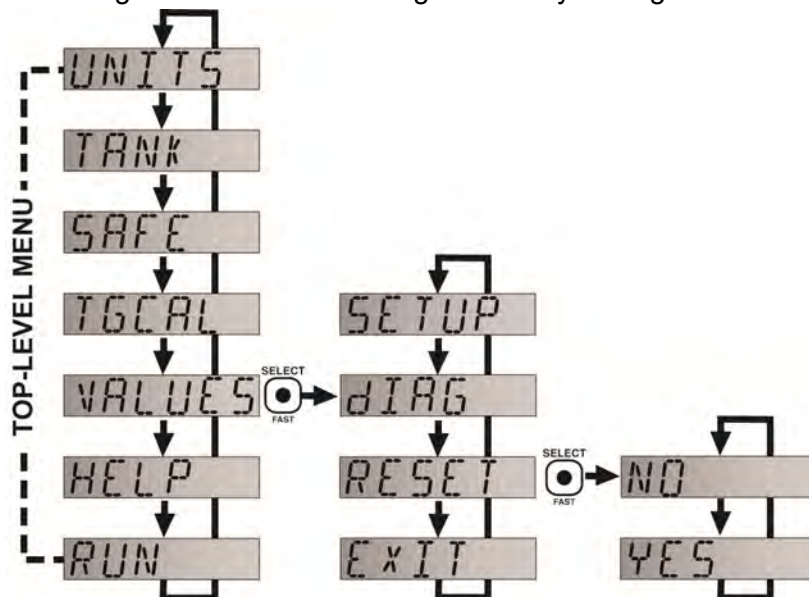 TOP-LEVEL MENU
UNITS
TANK
SAFE
TGCAL
VALUES
HELP
RUN
SELECT
FAST
SETUP
dIAG
RESET
ExIT
SELECT
FAST
NO
YES